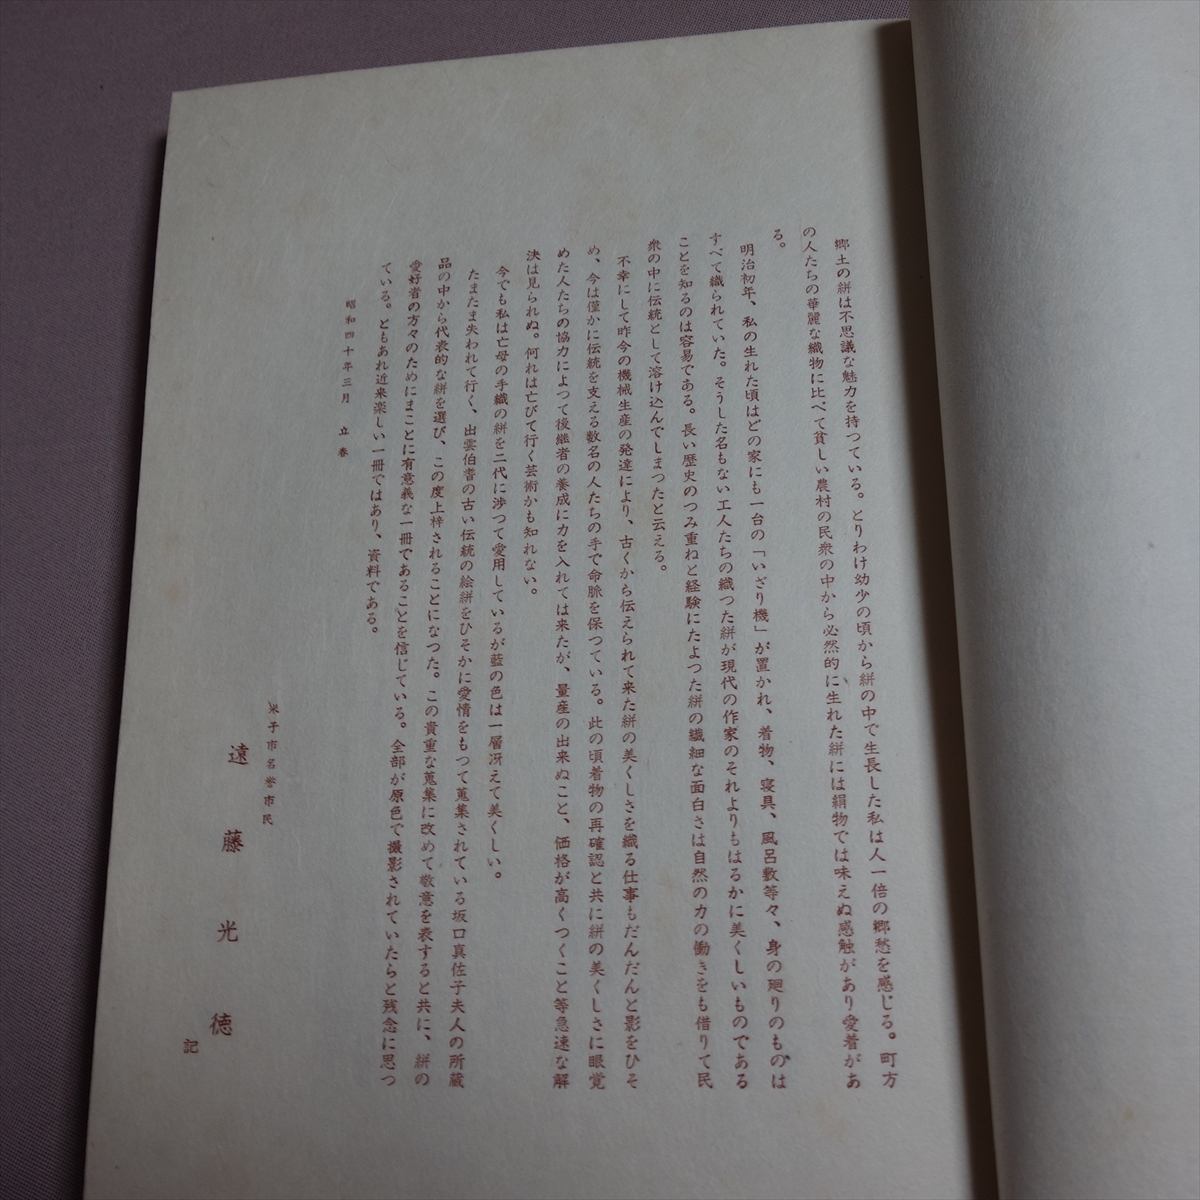 郷土の絣は不思議な魅力を持つている。とりわけ幼少の頃から絣の中で生長した私は人一倍の郷愁を感じる。町方
の人たちの華麗な織物に比べて貧しい農村の民衆の中から必然的に生れた絣には絹物では味えぬ感触があり愛着があ
る。
明治初年、私の生れた頃はどの家にも一台の「いざり機」が置かれ、着物、寝具、風呂敷等々、身の廻りのものは
すべて織られていた。そうした名もない工人たちの織つた絣が現代の作家のそれよりもはるかに美くしいものである
ことを知るのは容易である。長い歴史のつみ重ねと経験にたよつた絣の繊細な面白さは自然の力の働きをも借りて民
衆の中に伝統として溶け込んでしまつたと云える。
不幸にして昨今の機械生産の発達により、古くから伝えられて来た絣の美くしさを織る仕事もだんだんと影をひそ
め、今は僅かに伝統を支える数名の人たちの手で命脈を保つている。此の頃着物の再確認と共に絣の美くしさに眼覚
めた人たちの協力によつて後継者の養成に力を入れては来たが、量産の出来ぬこと、価格が高くつくこと等急速な解
決は見られぬ。何れは亡びて行く芸術かも知れない。
今でも私は亡母の手織の絣を二代に渉つて愛用しているが藍の色は一層冴えて美くしい。
たまたま失われて行く、出雲伯耆の古い伝統の絵絣をひそかに愛情をもつて蒐集されている坂口真佐子夫人の所蔵
品の中から代表的な絣を選び、この度上梓されることになつた。この貴重な蒐集に改めて敬意を表すると共に、絣の
愛好者の方々のためにまことに有意義な一冊であることを信じている。全部が原色で撮影されていたらと残念に思つ
ている。ともあれ近来楽しい一冊ではあり、資料である。
昭和四十年三月 立春
米子市名誉市民
遠藤光徳
記